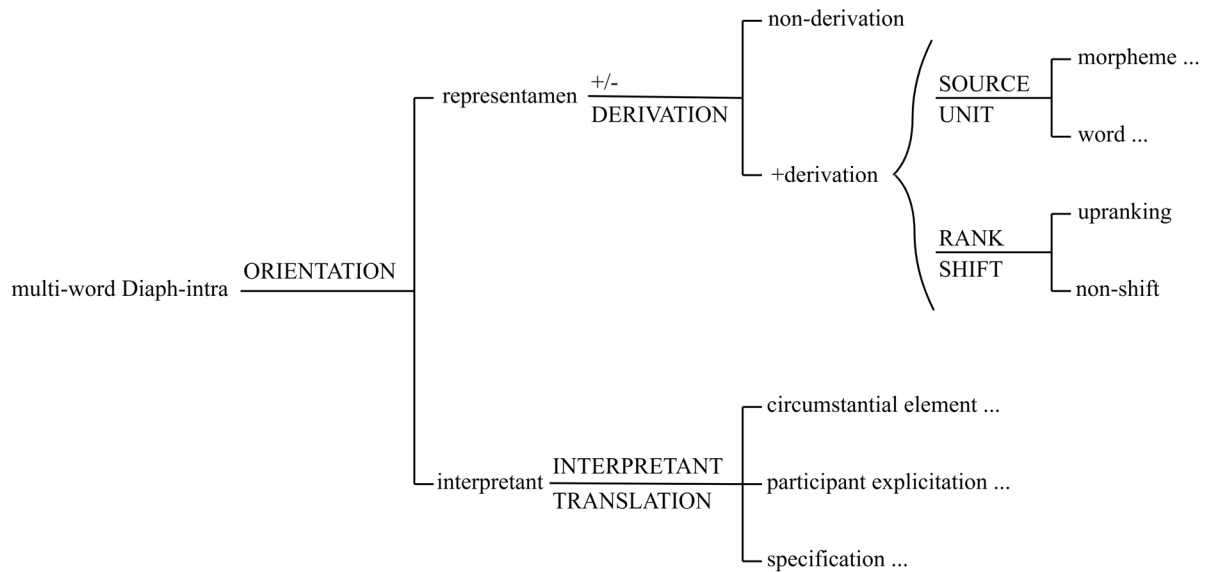 non-derivation
morpheme ...
+/-
SOURCE
representamen
DERIVATION
UNIT
word ...
+derivation
upranking
RANK
ORIENTATION
SHIFT
multi-word Diaph-intra
non-shift
circumstantial element ...
INTERPRETANT
interpretant
participant explicitation ...
TRANSLATION
specification ...